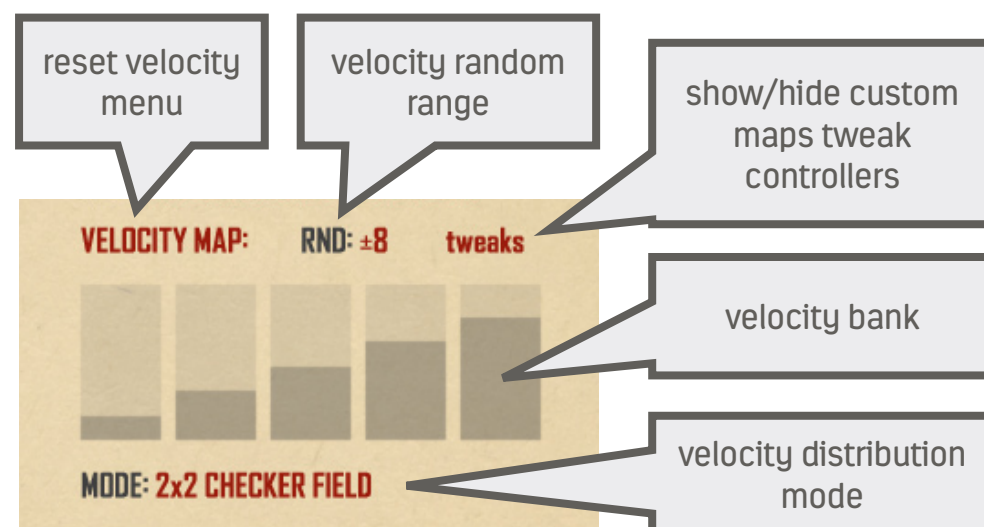 reset velocity
menu
velocity random
range
show/hide custom
maps tweak
controllers
VELOCITY MAP:
RND: ±8
tweaks
velocity bank
velocity distribution
mode
MODE: 2x2 CHECKER FIELD